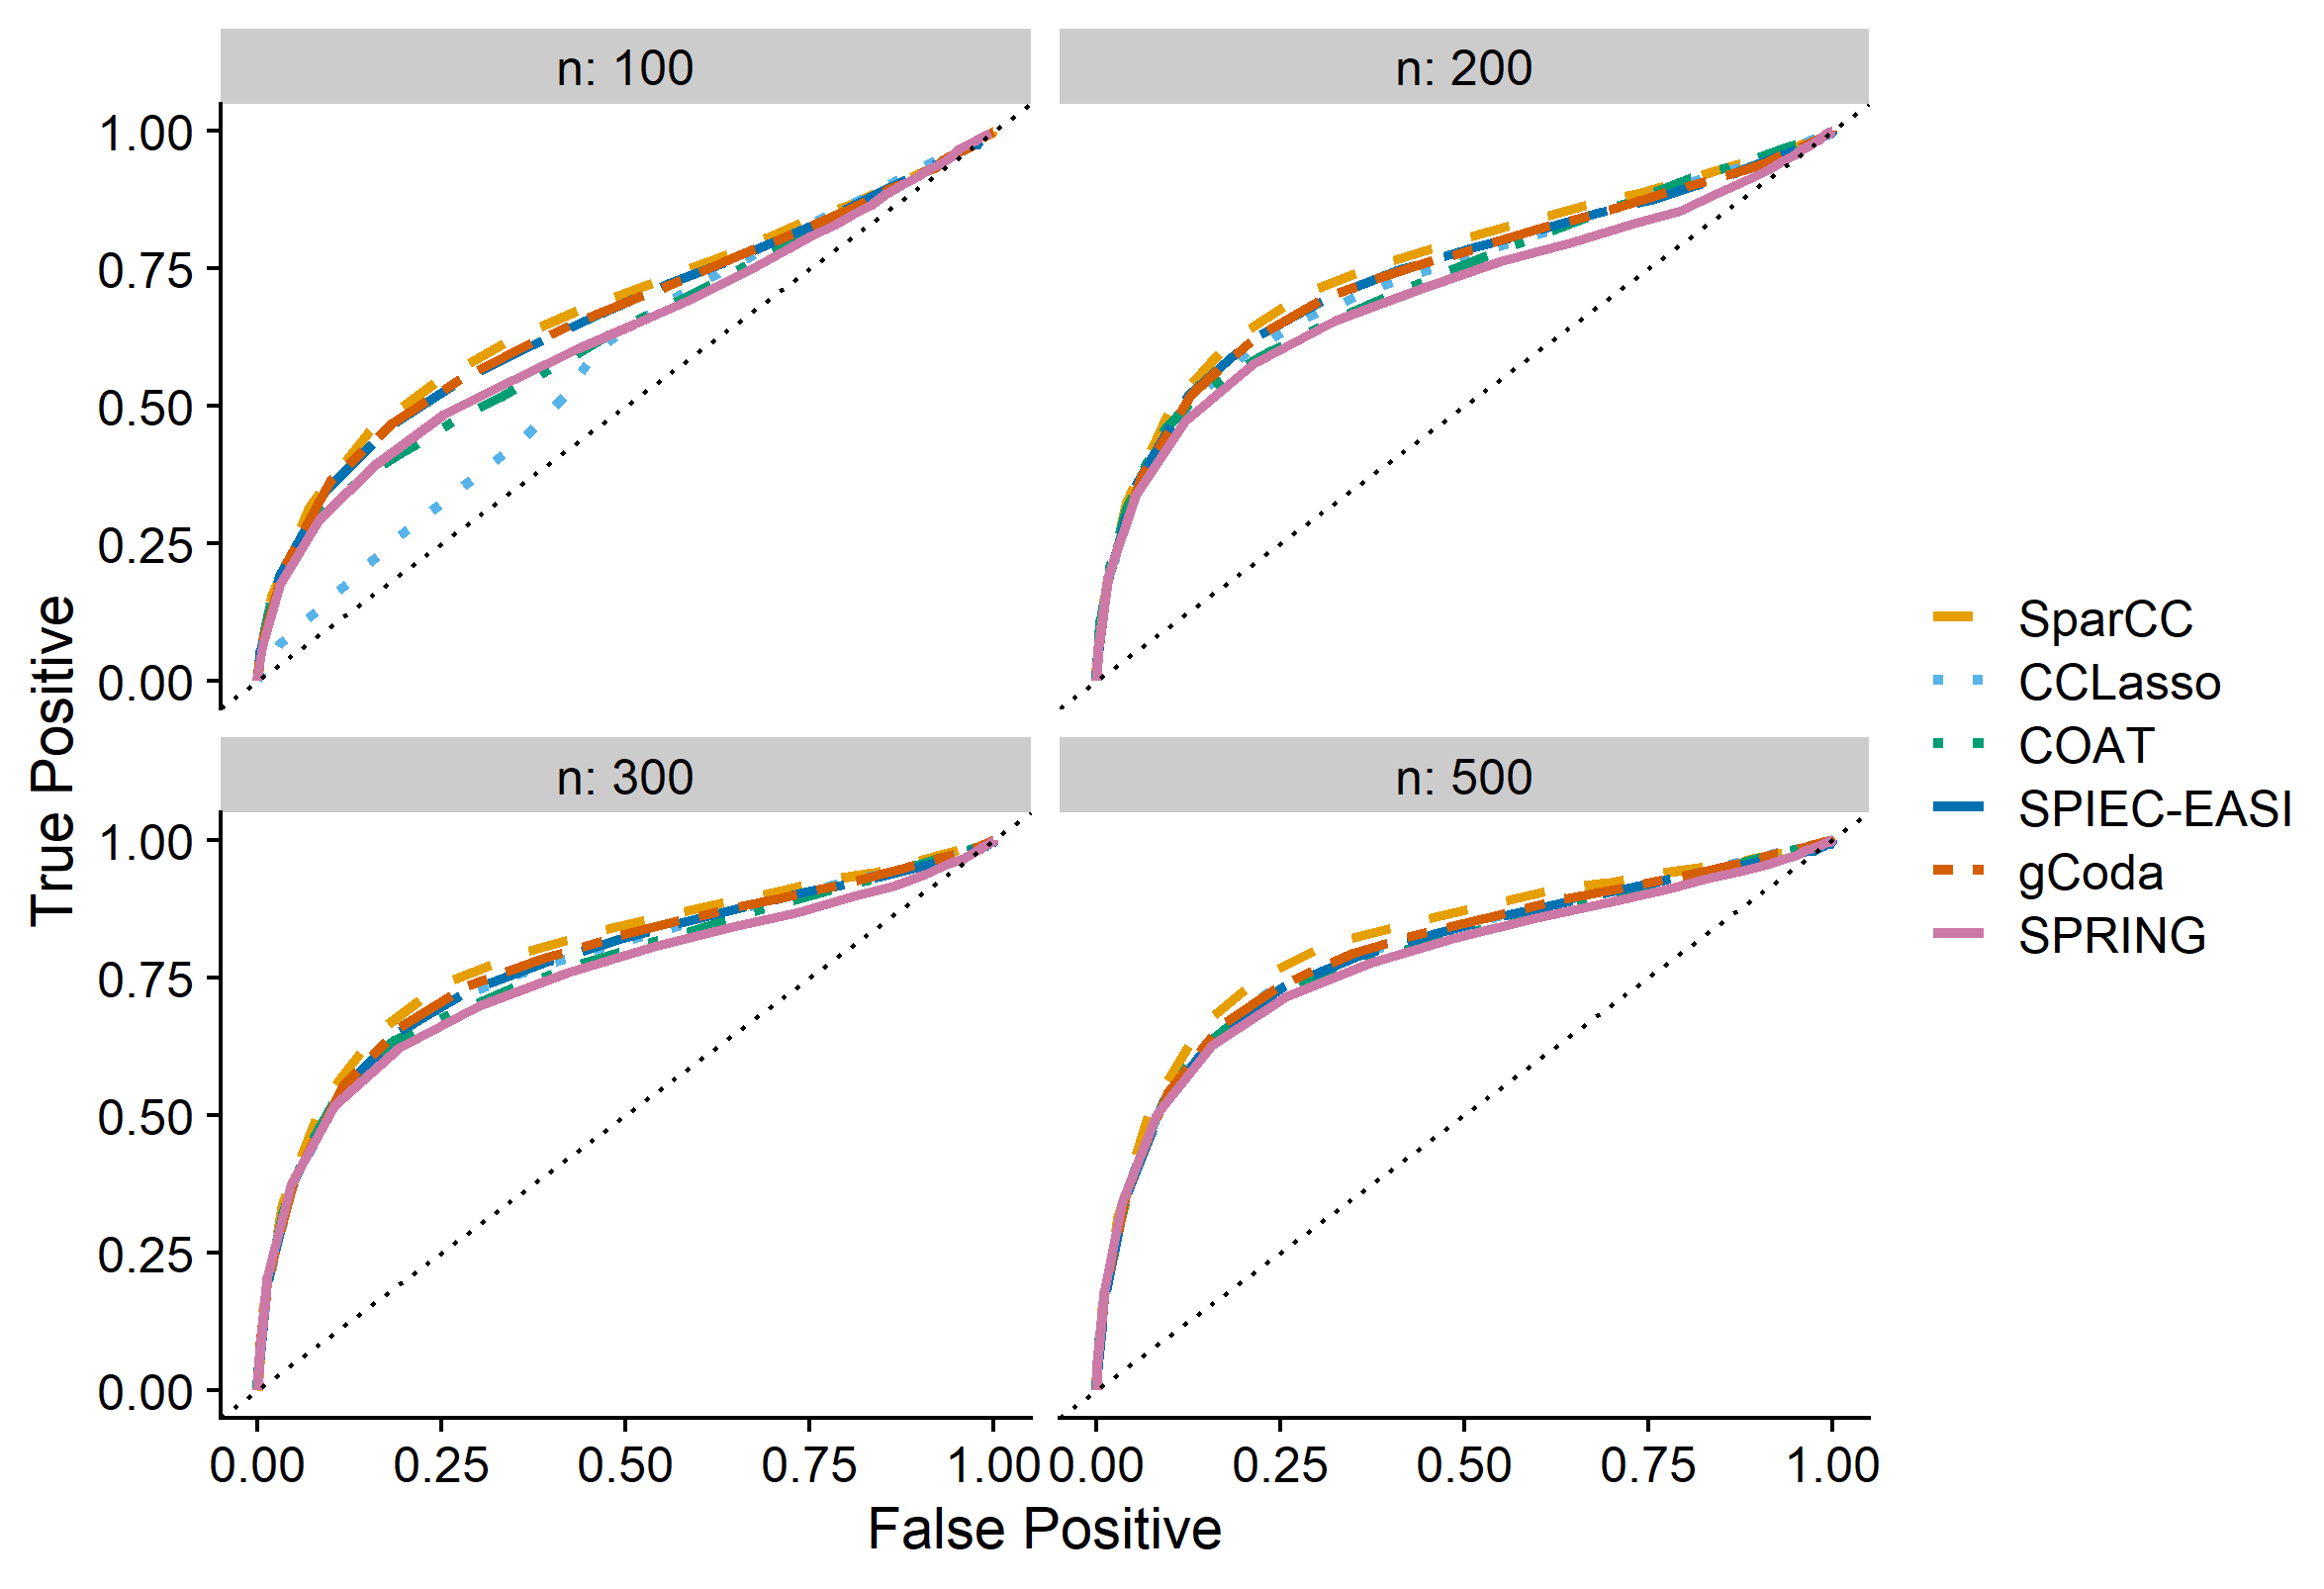 n: 100
n: 200
1.00
0.75
0.50
0.25
0.00
n: 300
n: 500
1.00
0.75
0.50
0.25
0.00
0.00 0.25 0.50 0.75 1.00
0.00 0.25 0.50 0.75 1.00
True Positive
False Positive
SparCC
CCLasso
COAT
SPIEC-EASI
gCoda
SPRING